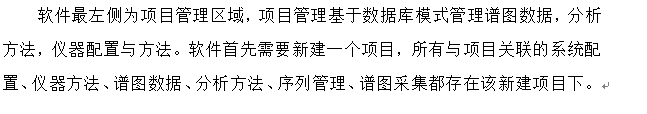 软件最左侧为项目管理区域，项目管理基于数据库模式管理谱图数据，分析
方法，仪器配置与方法。软件首先需要新建一个项目，所有与项目关联的系统配
置、仪器方法、谱图数据、分析方法、序列管理、谱图采集都存在该新建项目下。